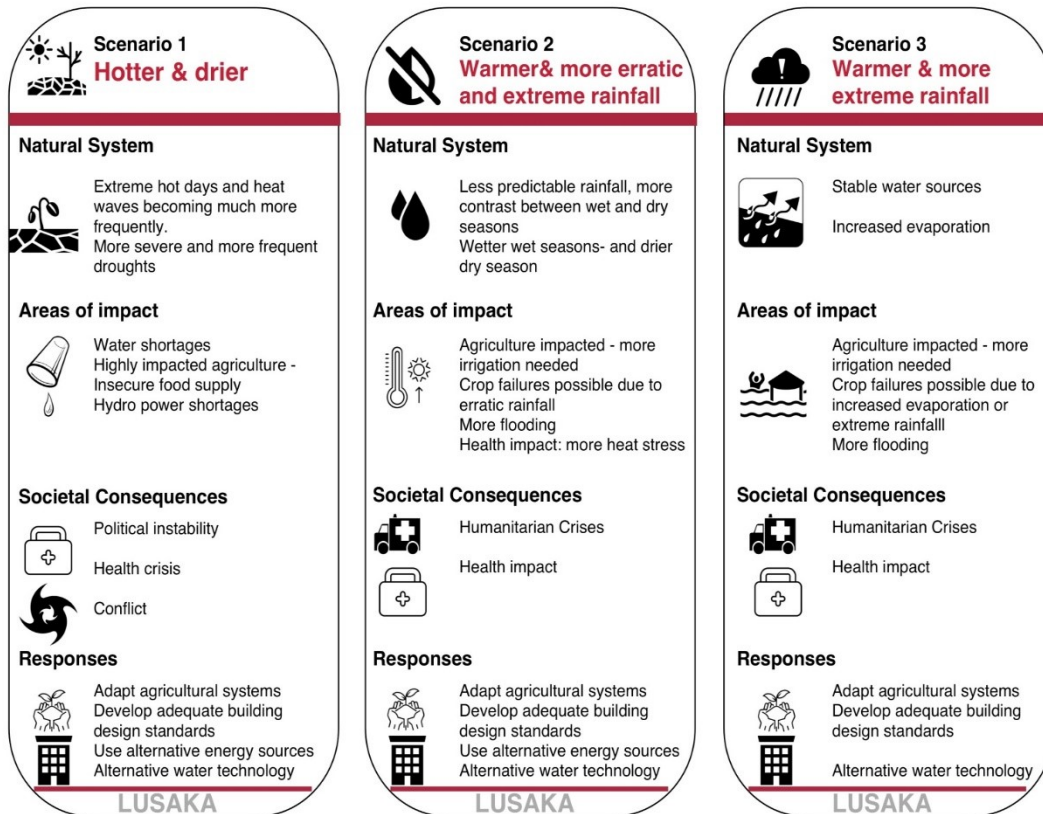 Scenario 1
Hotter & drier
Natural System
Extreme hot days and heat
waves becoming much more
frequently.
More severe and more frequent
droughts
Areas of impact
Water shortages
Highly impacted agriculture -
Insecure food supply
Hydro power shortages
Societal Consequences
Political instability
Health crisis
Conflict
Responses
Adapt agricultural systems
Develop adequate building
design standards
Use alternative energy sources
Alternative water technology
LUSAKA
Scenario 2
Warmer& more erratic
and extreme rainfall
Natural System
Less predictable rainfall, more
contrast between wet and dry
seasons
Wetter wet seasons- and drier
dry season
Areas of impact
Agriculture impacted - more
irrigation needed
Crop failures possible due to
erratic rainfall
More flooding
Health impact: more heat stress
Societal Consequences
Humanitarian Crises
Health impact
Responses
Adapt agricultural systems
Develop adequate building
design standards
Use alternative energy sources
Alternative water technology
LUSAKA
Scenario 3
Warmer & more
extreme rainfall
Natural System
Stable water sources
Increased evaporation
Areas of impact
Agriculture impacted - more
irrigation needed
Crop failures possible due to
increased evaporation or
extreme rainfalll
More flooding
Societal Consequences
Humanitarian Crises
Health impact
Responses
Adapt agricultural systems
Develop adequate building
design standards
Alternative water technology
LUSAKA